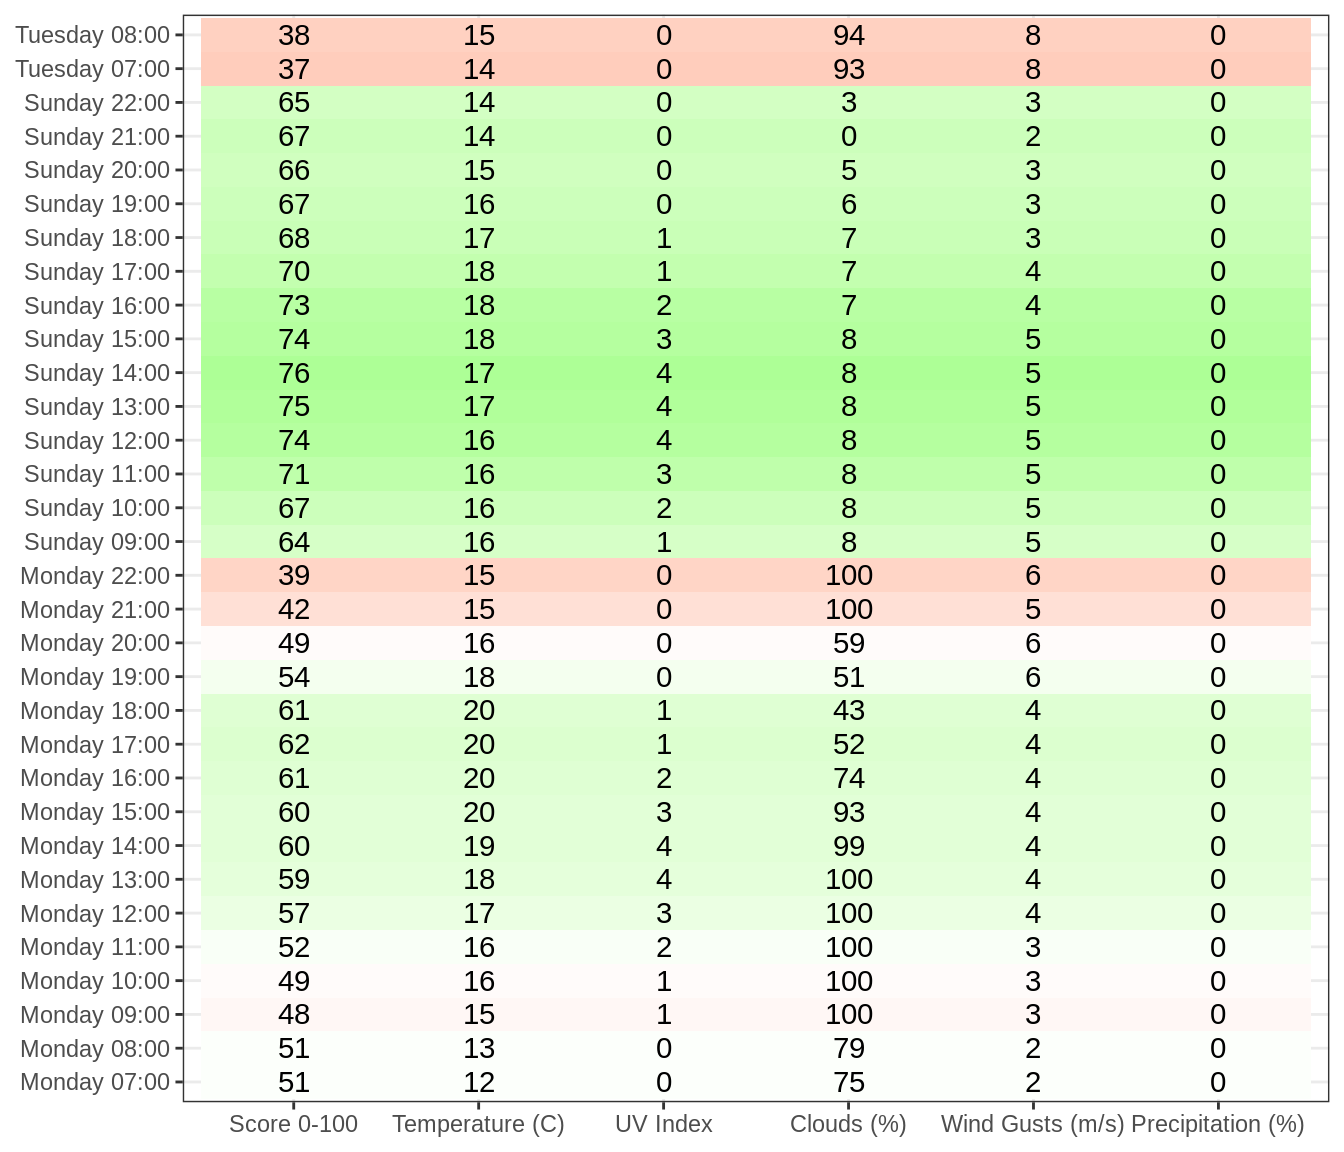 Tuesday 08:00 38 15 0 94 8 0
Tuesday 07:00 37 14 0 93 8 0
Sunday 22:00 65 14 0 3 3 0
Sunday 21:00 67 14 0 0 2 0
Sunday 20:00 66 15 0 5 3 0
Sunday 19:00 67 16 0 6 3 0
Sunday 18:00 68 17 1 7 3 0
Sunday 17:00 70 18 1 7 4 0
Sunday 16:00 73 18 2 7 4 0
Sunday 15:00 74 18 3 8 5 0
Sunday 14:00 76 17 4 8 5 0
Sunday 13:00 75 17 4 8 5 0
Sunday 12:00 74 16 4 8 5 0
Sunday 11:00 71 16 3 8 5 0
Sunday 10:00 67 16 2 8 5 0
Sunday 09:00 64 16 1 8 5 0
Monday 22:00 39 15 0 100 6 0
Monday 21:00 42 15 0 100 5 0
Monday 20:00 49 16 0 59 6 0
Monday 19:00 54 18 0 51 6 0
Monday 18:00 61 20 1 43 4 0
Monday 17:00 62 20 1 52 4 0
Monday 16:00 61 20 2 74 4 0
Monday 15:00 60 20 3 93 4 0
Monday 14:00 60 19 4 99 4 0
Monday 13:00 59 18 4 100 4 0
Monday 12:00 57 17 3 100 4 0
Monday 11:00 52 16 2 100 3 0
Monday 10:00 49 16 1 100 3 0
Monday 09:00 48 15 1 100 3 0
Monday 08:00 51 13 0 79 2 0
Monday 07:00 51 12 0 75 2 0
Score 0-100 Temperature (C) UV Index Clouds (%) Wind Gusts (m/s) Precipitation (%)